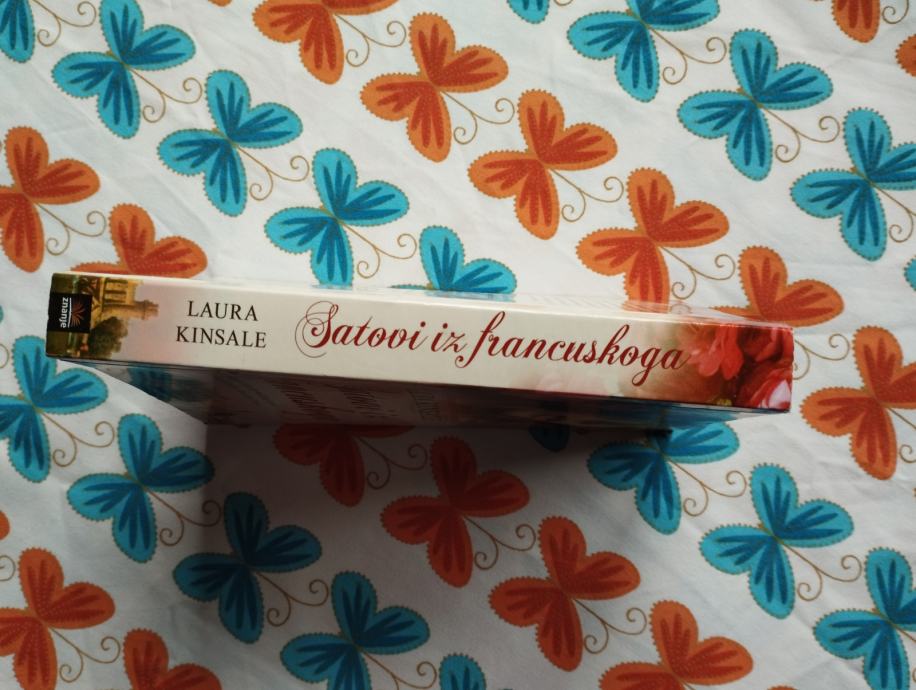 znanje
LAURA
KINSALE
Satovi iz francuskoga